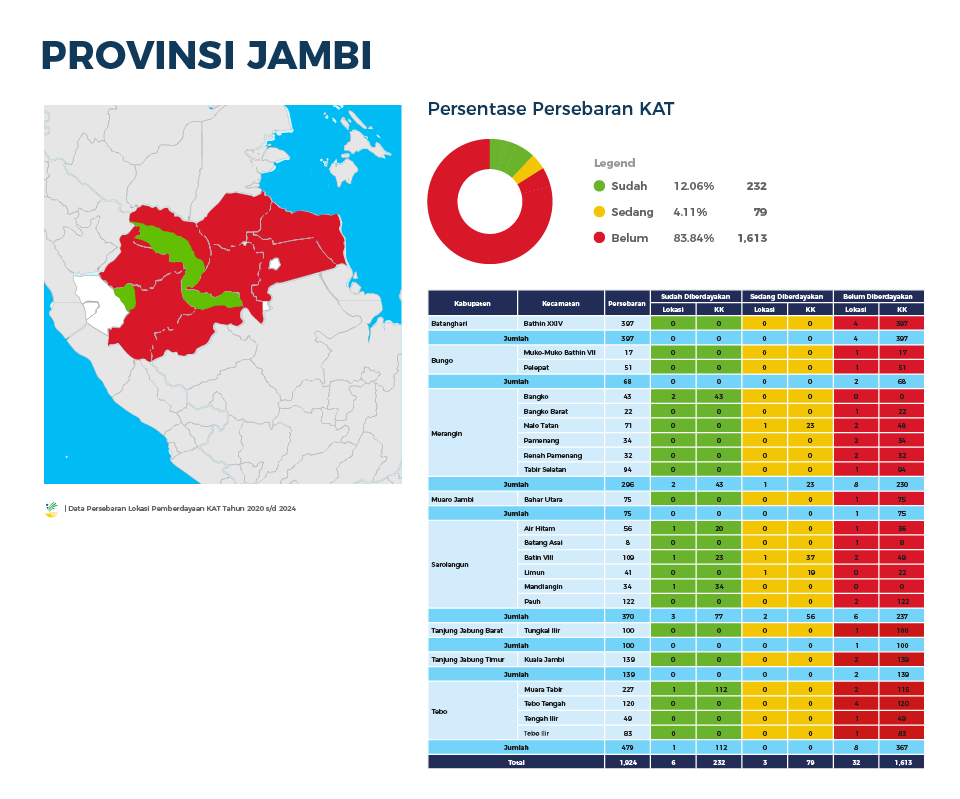 PROVINSI JAMBI
Persentase Persebaran KAT
Legend
Sudah 12.06% 232
Sedang 4.11% 79
Belum 83.84% 1,613
| Data Persebaran Lokasi Pemberdayaan KAT Tahun 2020 s/d 2024
Kabupaten Kecamatan Persebaran Sudah Diberdayakan Sedang Diberdayakan Belum Diberdayakan
Lokasi KK Lokasi KK Lokasi KK
Batanghari Bathin XXIV 397 0 0 0 0 4 397
Jumlah 397 0 0 0 0 4 397
Bungo Muko-Muko Bathin VII 17 0 0 0 0 1 17
Pelepat 51 0 0 0 0 1 51
Jumlah 68 0 0 0 0 2 68
Merangin Bangko 43 2 43 0 0 0 0
Bangko Barat 22 0 0 0 0 1 22
Nalo Tatan 71 0 0 1 23 2 48
Pamenang 34 0 0 0 0 2 34
Renah Pemenang 32 0 0 0 0 2 32
Tabir Selatan 94 0 0 0 0 1 94
Jumlah 296 2 43 1 23 8 230
Muaro Jambi Bahar Utara 75 0 0 0 0 1 75
Jumlah 75 0 0 0 0 1 75
Sarolangun Air Hitam 56 1 20 0 0 1 36
Batang Asai 8 0 0 0 0 1 8
Batin VIII 109 1 23 1 37 2 49
Limun 41 0 0 1 19 0 22
Mandiangin 34 1 34 0 0 0 0
Pauh 122 0 0 0 0 2 122
Jumlah 370 3 77 2 56 6 237
Tanjung Jabung Barat Tungkal Ilir 100 0 0 0 0 1 100
Jumlah 100 0 0 0 0 1 100
Tanjung Jabung Timur Kuala Jambi 139 0 0 0 0 2 139
Jumlah 139 0 0 0 0 2 139
Tebo Muara Tabir 227 1 112 0 0 2 115
Tebo Tengah 120 0 0 0 0 4 120
Tengah Ilir 49 0 0 0 0 1 49
Tebo Ilir 83 0 0 0 0 1 83
Jumlah 479 1 112 0 0 8 367
Total 1,924 6 232 3 79 32 1,613